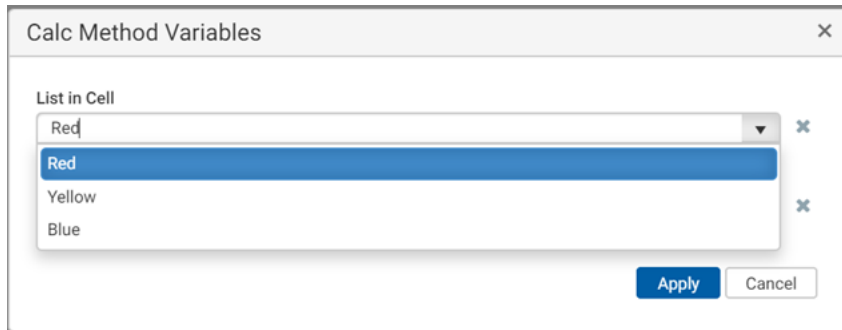 Calc Method Variables
List in Cell
Red
Red
Yellow
Blue
Apply Cancel